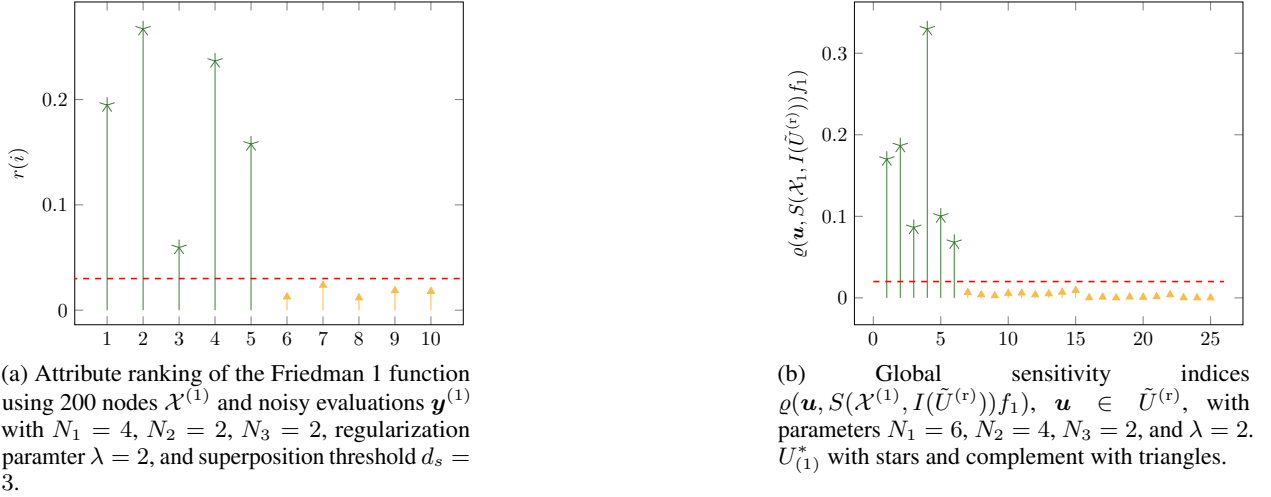 0.2
0
r(i)
1 2 3 4 5 6 7 8 9 10
(a) Attribute ranking of the Friedman 1 function
using 200 nodes 𝒳^(1) and noisy evaluations y^(1)
with N_1 = 4, N_2 = 2, N_3 = 2, regularization
paramter λ = 2, and superposition threshold d_s =
3.
0.3
0.2
0.1
0
ϱ(u, S(𝒳_1, I(Ũ^(r)))f_1)
0 5 10 15 20 25
(b) Global sensitivity indices
ϱ(u, S(𝒳^(1), I(Ũ^(r)))f_1), u ∈ Ũ^(r), with
parameters N_1 = 6, N_2 = 4, N_3 = 2, and λ = 2.
U^*_(1) with stars and complement with triangles.